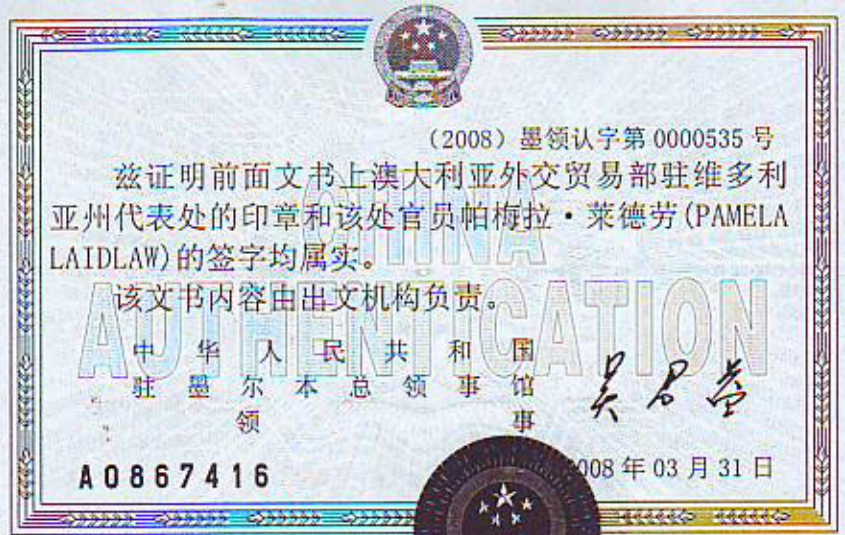 （2008）墨领认字第 0000535 号
兹证明前面文书上澳大利亚外交贸易部驻维多利
亚州代表处的印章和该处官员帕梅拉·莱德劳(PAMELA
LAIDLAW)的签字均属实。
该文书内容由出文机构负责。
CHINA
AUTHENTICATION
中华人民共和国
驻墨尔本总领事馆
领事
A0867416
008 年 03 月 31 日